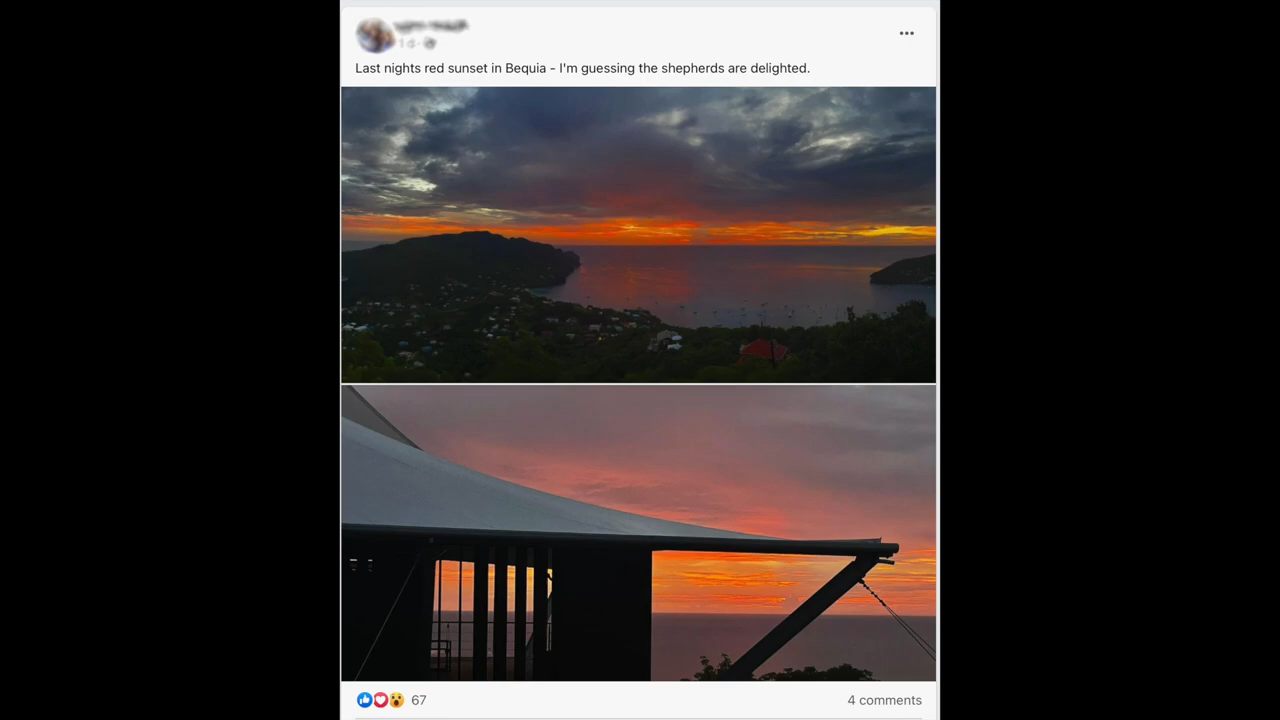 Last nights red sunset in Bequia - I'm guessing the shepherds are delighted.
67
4 comments